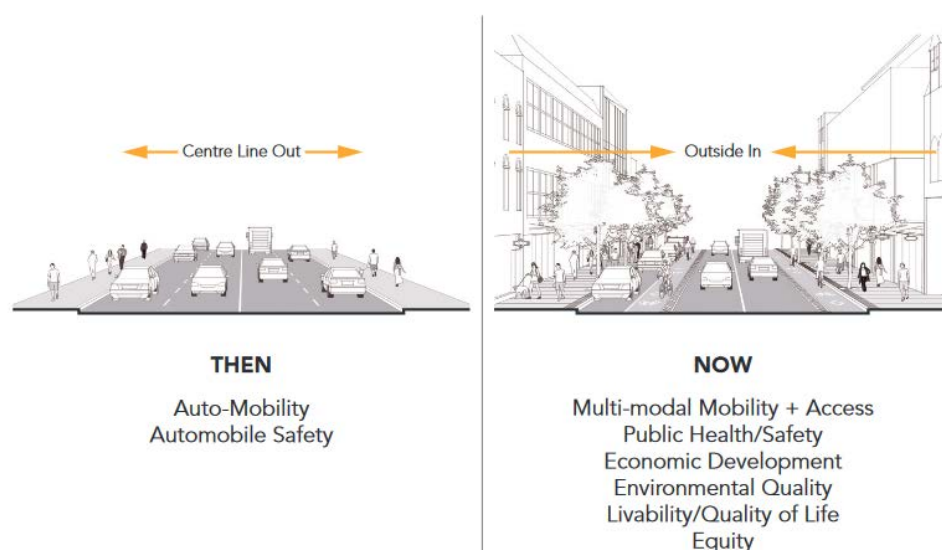 Centre Line Out
THEN
Auto-Mobility
Automobile Safety
Outside In
NOW
Multi-modal Mobility + Access
Public Health/Safety
Economic Development
Environmental Quality
Livability/Quality of Life
Equity